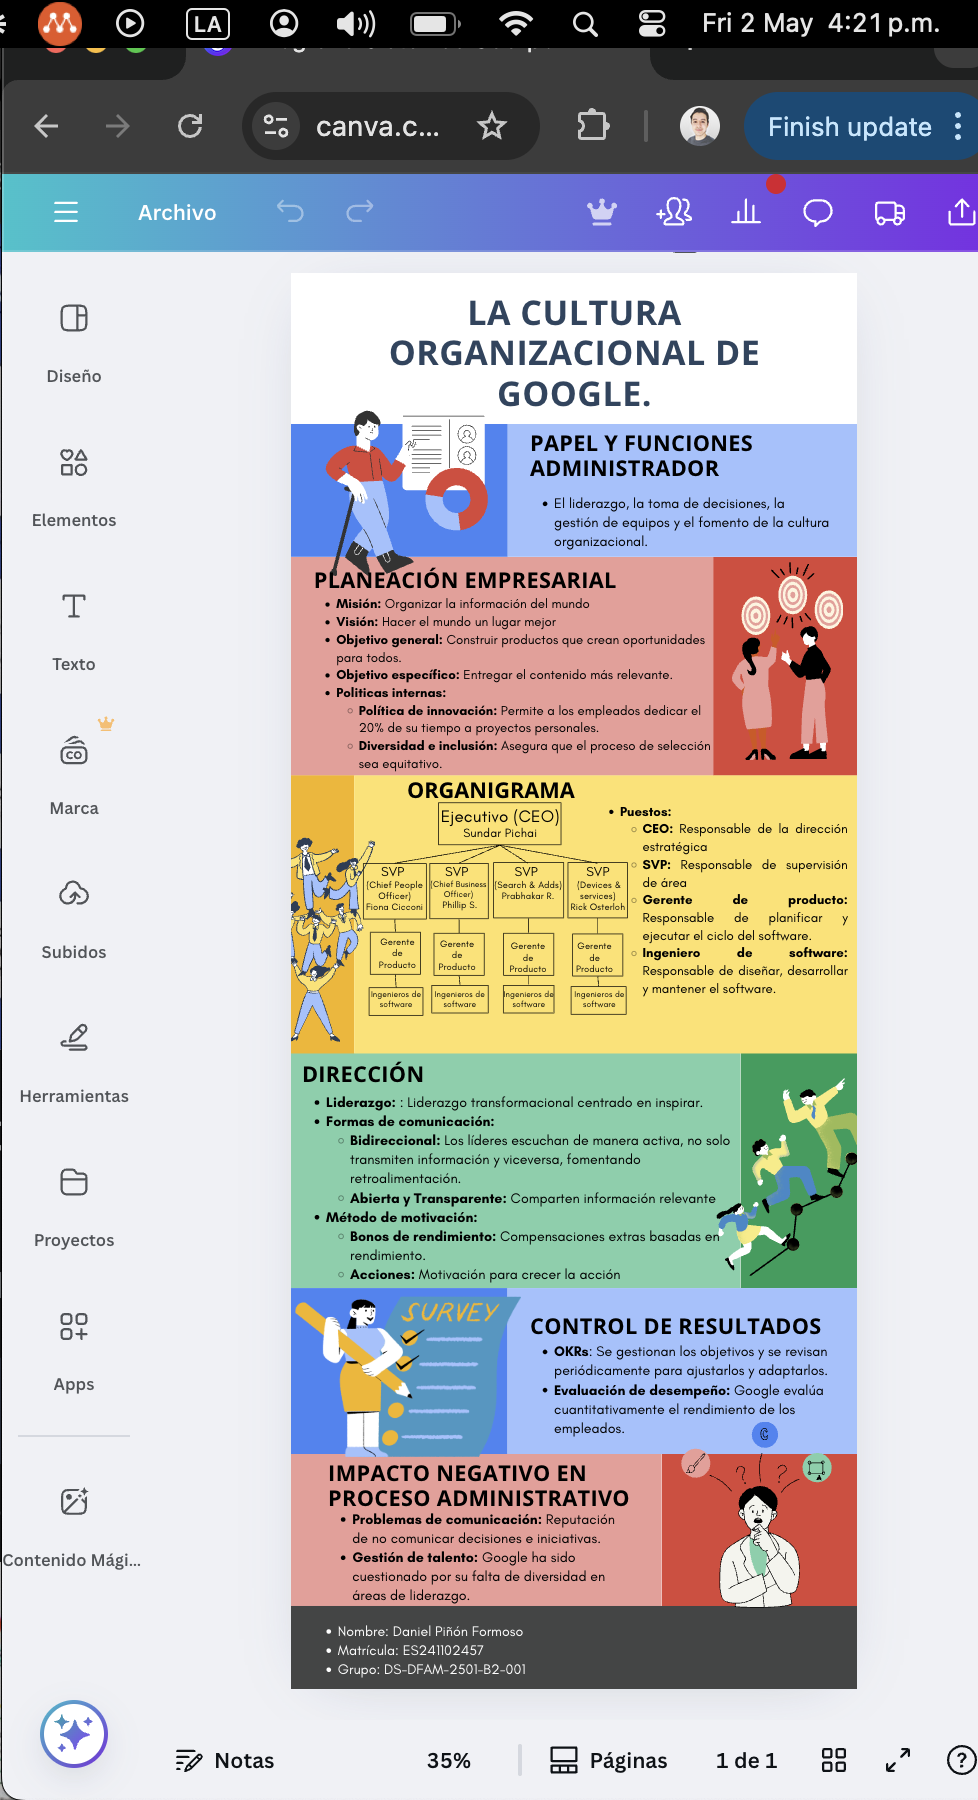 LA
Fri 2 May 4:21 p.m.
canva.c...
Finish update
Archivo
Diseño
Elementos
Texto
CO
Marca
Subidos
Herramientas
Proyectos
Apps
Contenido Mági...
LA CULTURA
ORGANIZACIONAL DE
GOOGLE.
PAPEL Y FUNCIONES
ADMINISTRADOR
• El liderazgo, la toma de decisiones, la
gestión de equipos y el fomento de la cultura
organizacional.
PLANEACIÓN EMPRESARIAL
• Misión: Organizar la información del mundo
• Visión: Hacer el mundo un lugar mejor
• Objetivo general: Construir productos que crean oportunidades
para todos.
• Objetivo específico: Entregar el contenido más relevante.
• Politicas internas:
◦ Política de innovación: Permite a los empleados dedicar el
20% de su tiempo a proyectos personales.
◦ Diversidad e inclusión: Asegura que el proceso de selección
sea equitativo.
ORGANIGRAMA
Ejecutivo (CEO)
Sundar Pichai
SVP
(Chief People
Officer)
Fiona Cicconi
SVP
(Chief Business
Officer)
Phillip S.
SVP
(Search & Adds)
Prabhakar R.
SVP
(Devices &
services)
Rick Osterloh
Gerente
de
Producto
Gerente
de
Producto
Gerente
de
Producto
Gerente
de
Producto
Ingenieros de
software
Ingenieros de
software
Ingenieros de
software
Ingenieros de
software
• Puestos:
◦ CEO: Responsable de la dirección
estratégica
◦ SVP: Responsable de supervisión
de área
◦ Gerente de producto:
Responsable de planificar y
ejecutar el ciclo del software.
◦ Ingeniero de software:
Responsable de diseñar, desarrollar
y mantener el software.
DIRECCIÓN
• Liderazgo: : Liderazgo transformacional centrado en inspirar.
• Formas de comunicación:
◦ Bidireccional: Los líderes escuchan de manera activa, no solo
transmiten información y viceversa, fomentando
retroalimentación.
◦ Abierta y Transparente: Comparten información relevante
• Método de motivación:
◦ Bonos de rendimiento: Compensaciones extras basadas en
rendimiento.
◦ Acciones: Motivación para crecer la acción
SURVEY
CONTROL DE RESULTADOS
• OKRs: Se gestionan los objetivos y se revisan
periódicamente para ajustarlos y adaptarlos.
• Evaluación de desempeño: Google evalúa
cuantitativamente el rendimiento de los
empleados.
IMPACTO NEGATIVO EN
PROCESO ADMINISTRATIVO
• Problemas de comunicación: Reputación
de no comunicar decisiones e iniciativas.
• Gestión de talento: Google ha sido
cuestionado por su falta de diversidad en
áreas de liderazgo.
? ?
• Nombre: Daniel Piñón Formoso
• Matrícula: ES241102457
• Grupo: DS-DFAM-2501-B2-001
Notas
35%
Páginas
1 de 1
?